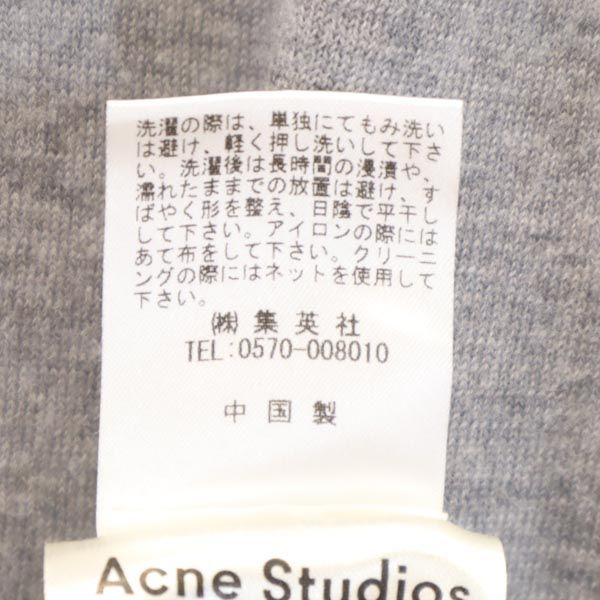 洗濯の際は、単独にてもみ洗い
は避け、軽く押し洗いして下さ
い。洗濯後は長時間の浸漬や、
濡れたままでの放置は避け、す
ばやく形を整え、日陰で平干し
して下さい。アイロンの際には
あて布をして下さい。クリーニ
ングの際にはネットを使用して
下さい。
㈱集英社
TEL:0570-008010
中国製
Acne Studios